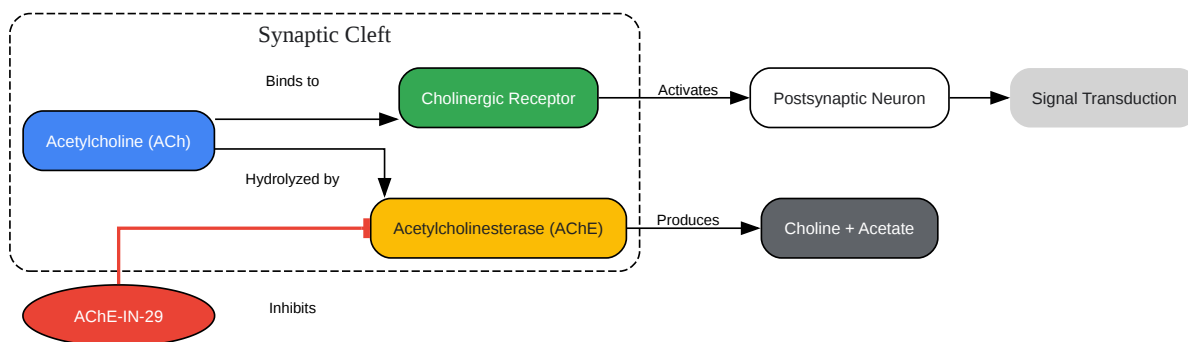 Synaptic Cleft
Binds to
Cholinergic Receptor
Activates
Postsynaptic Neuron
Signal Transduction
Acetylcholine (ACh)
Hydrolyzed by
Acetylcholinesterase (AChE)
Produces
Choline + Acetate
AChE-IN-29
Inhibits